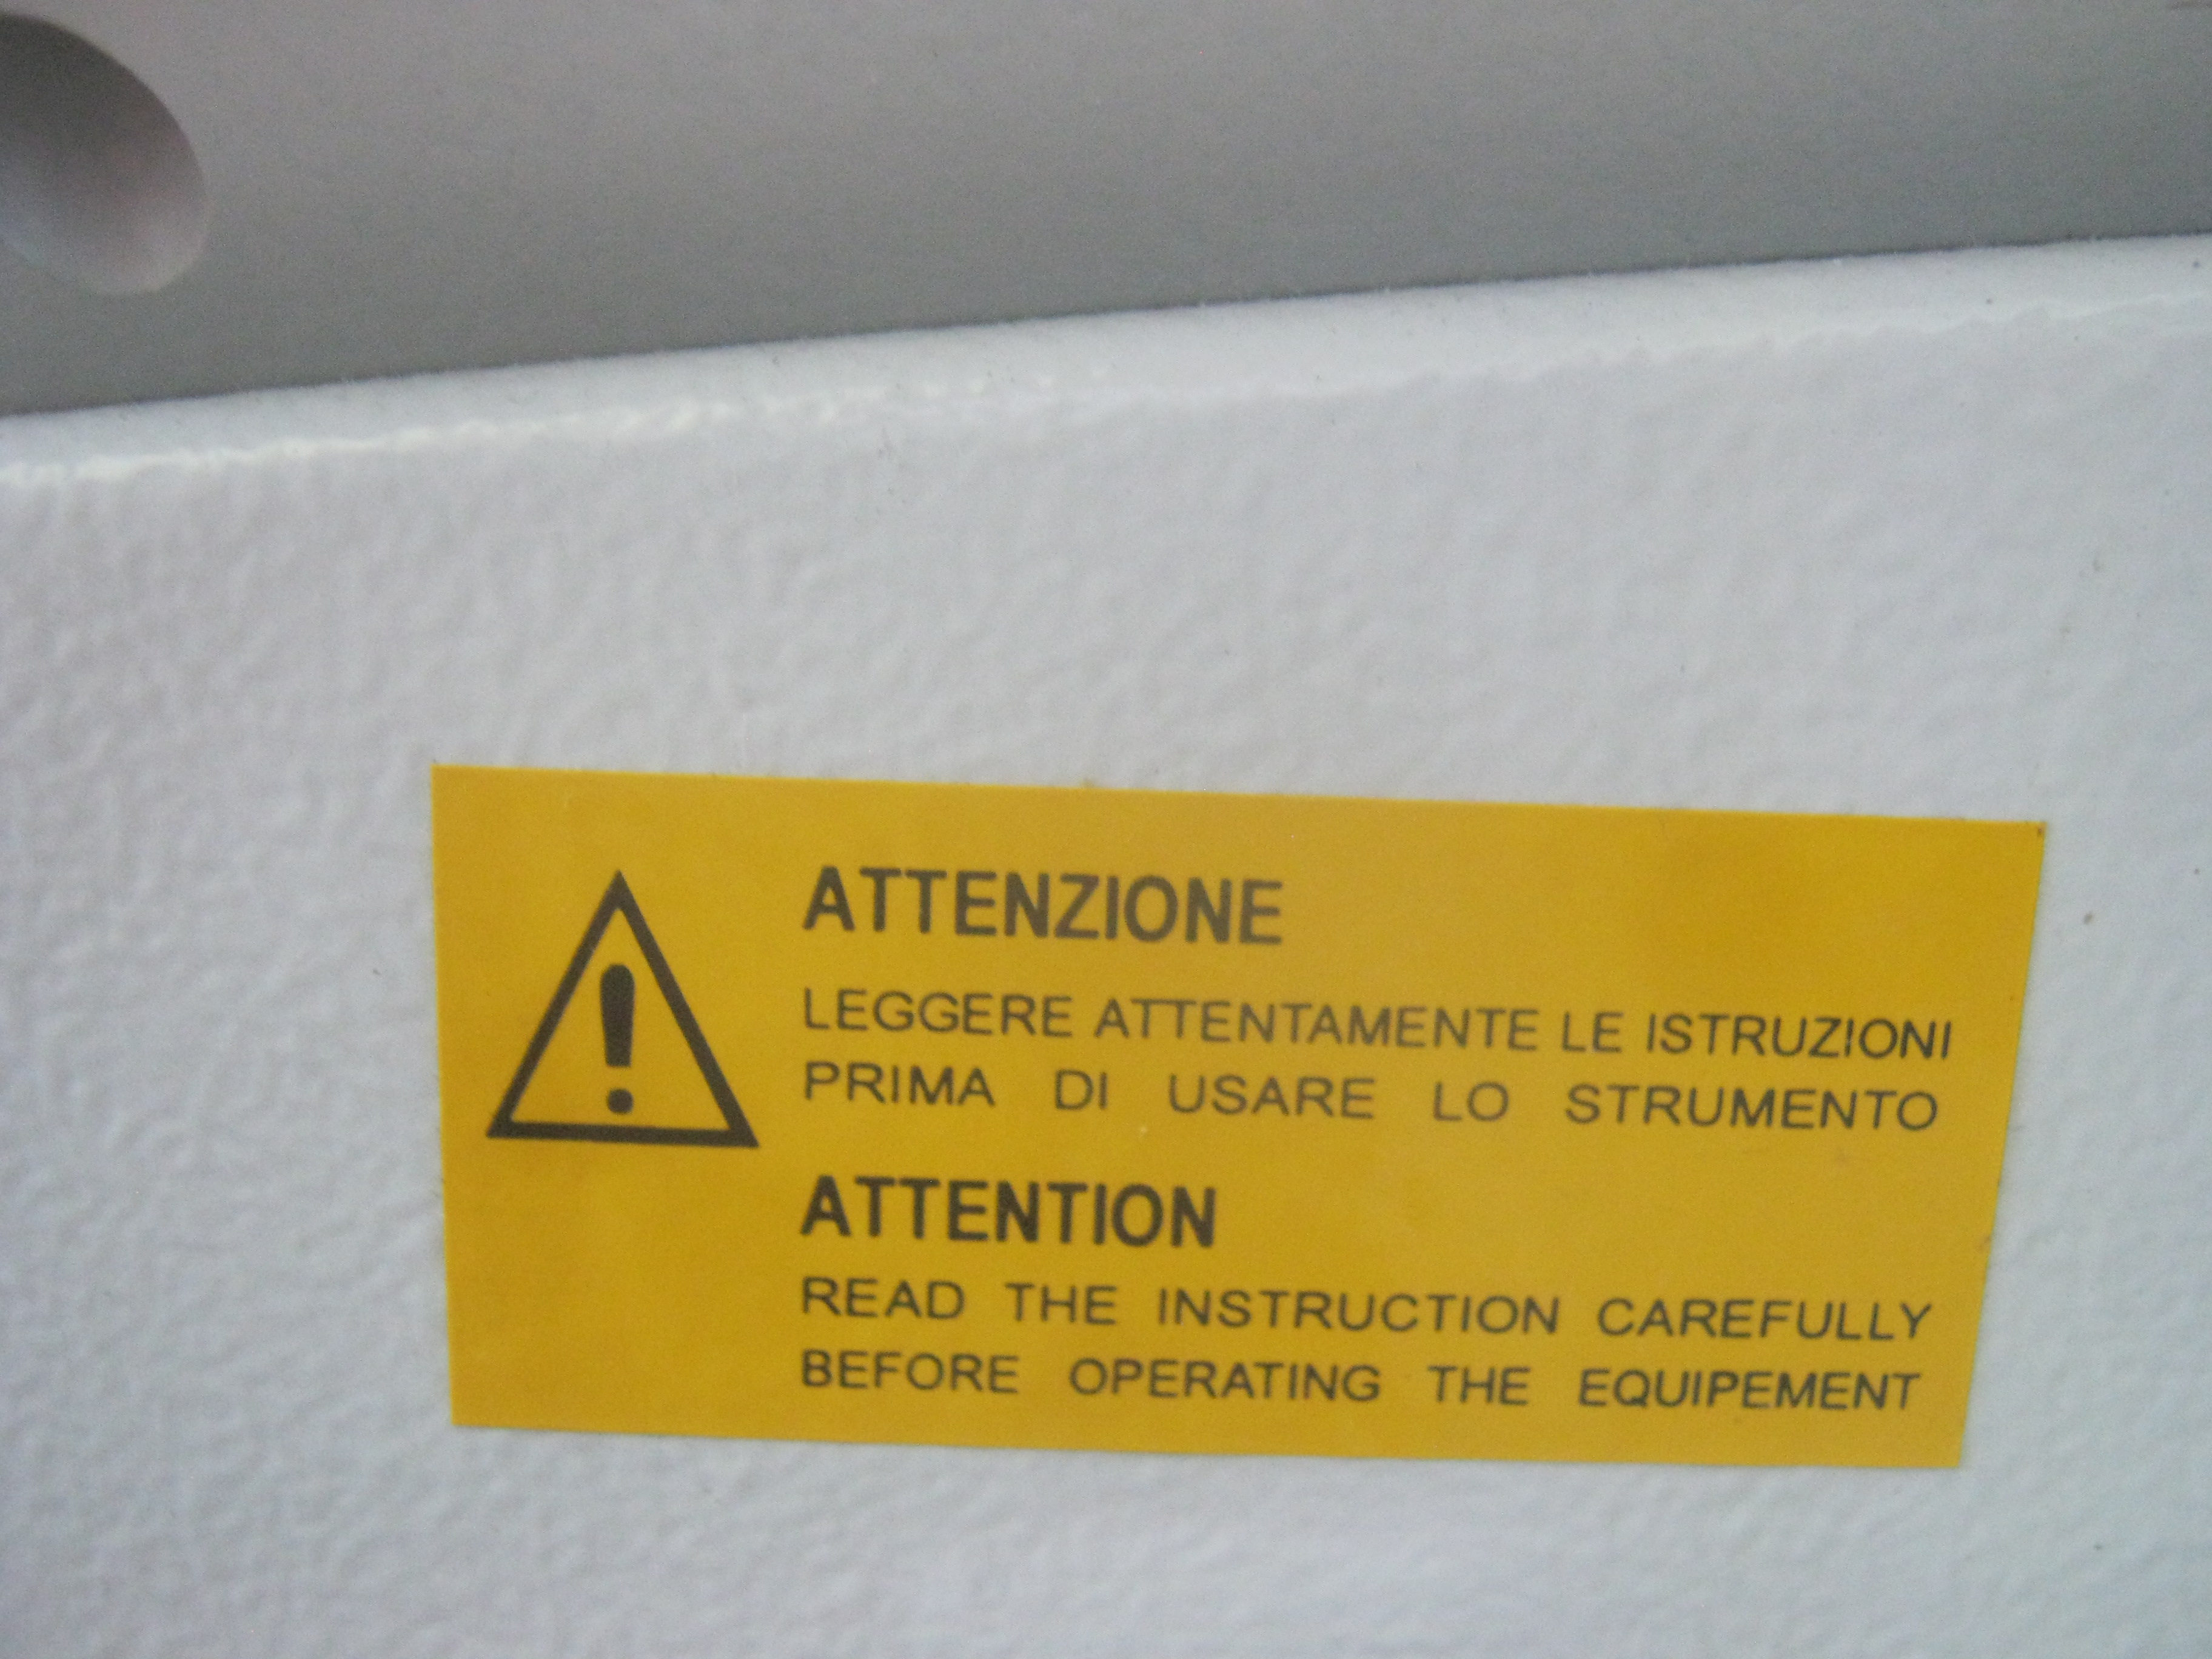 ATTENZIONE
LEGGERE ATTENTAMENTE LE ISTRUZIONI
PRIMA DI USARE LO STRUMENTO
ATTENTION
READ THE INSTRUCTION CAREFULLY
BEFORE OPERATING THE EQUIPEMENT